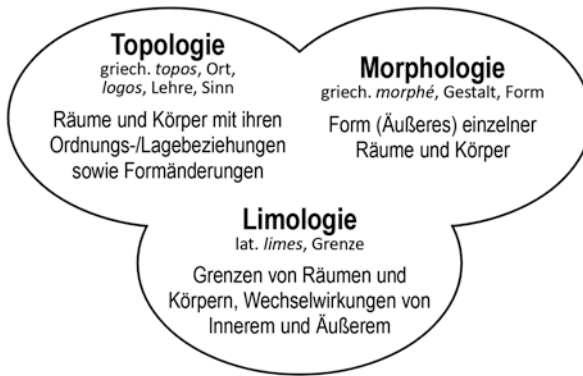 Topologie
griech. topos, Ort,
logos, Lehre, Sinn
Räume und Körper mit ihren
Ordnungs-/Lagebeziehungen
sowie Formänderungen
Morphologie
griech. morphé, Gestalt, Form
Form (Äußeres) einzelner
Räume und Körper
Limologie
lat. limes, Grenze
Grenzen von Räumen und
Körpern, Wechselwirkungen von
Innerem und Äußerem